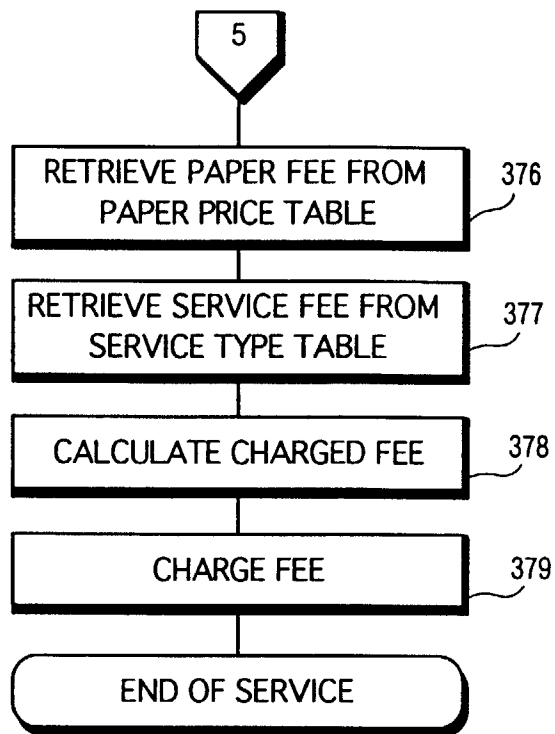 5
RETRIEVE PAPER FEE FROM
PAPER PRICE TABLE
376
RETRIEVE SERVICE FEE FROM
SERVICE TYPE TABLE
377
CALCULATE CHARGED FEE
378
CHARGE FEE
379
END OF SERVICE